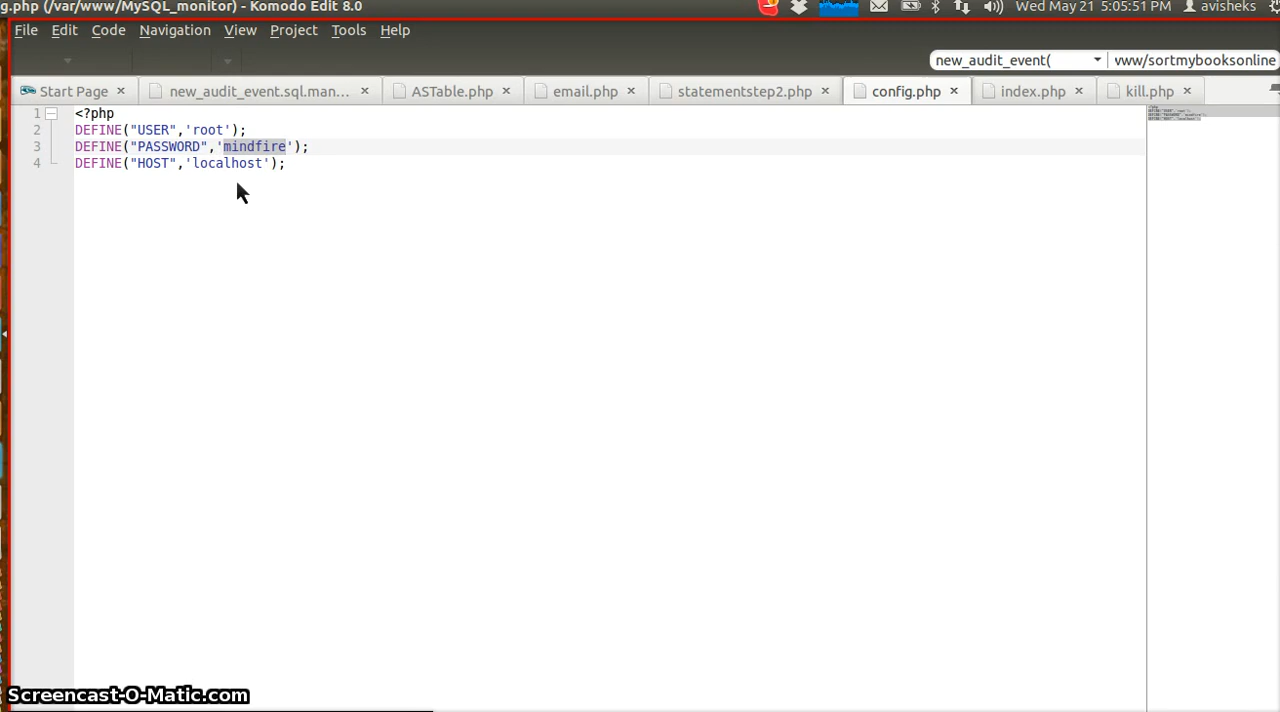 g.php (/var/www/MySQL_monitor) - Komodo Edit 8.0 Wed May 21 5:05:51 PM avisheks
File Edit Code Navigation View Project Tools Help
new_audit_event( www/sortmybooksonline
Start Page new_audit_event.sql.man... ASTable.php email.php statementstep2.php config.php index.php kill.php
1 <?php
2 DEFINE("USER",'root');
3 DEFINE("PASSWORD",'mindfire');
4 DEFINE("HOST",'localhost');
Screencast-O-Matic.com